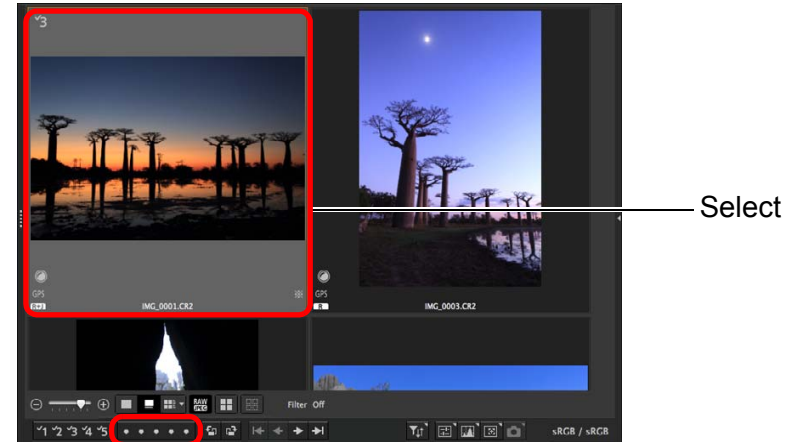 ✓3
Select
GPS
R+J
IMG_0001.CR2
GPS
R
IMG_0003.CR2
RAW
JPEG
Filter Off
✓1 ✓2 ✓3 ✓4 ✓5
sRGB / sRGB